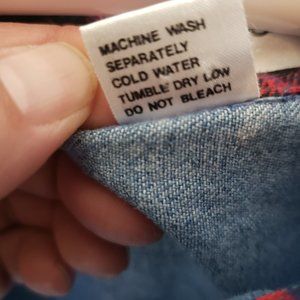 MACHINE WASH
SEPARATELY
COLD WATER
TUMBLE DRY LOW
DO NOT BLEACH